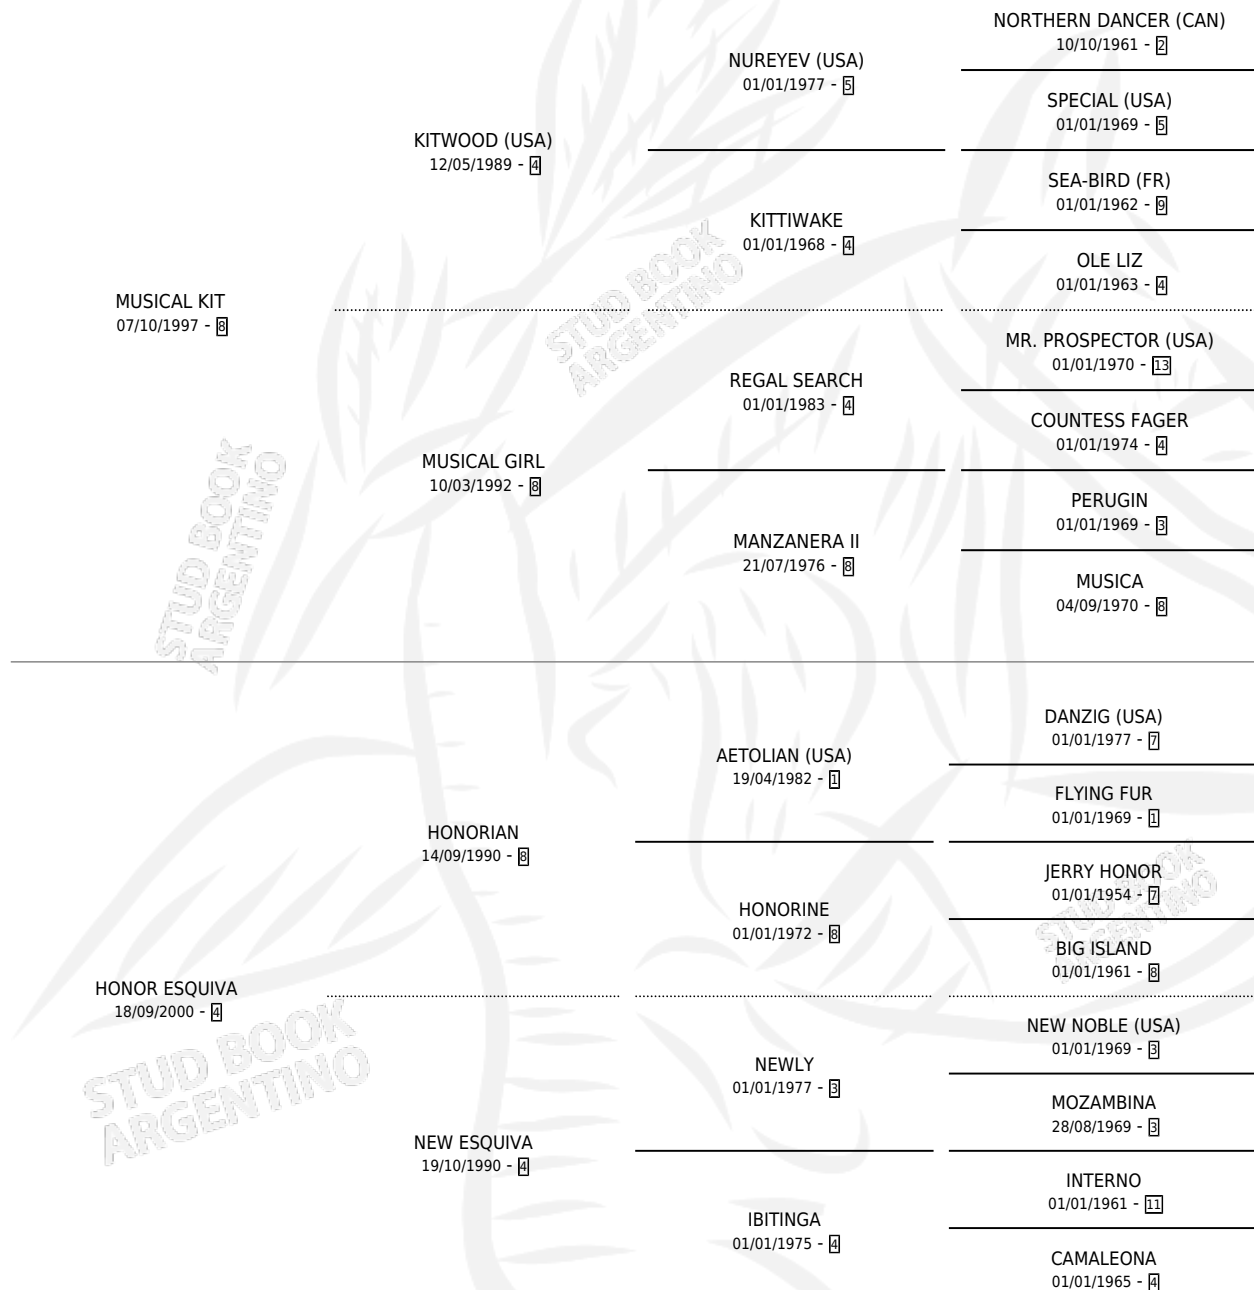 NORTHERN DANCER (CAN)
10/10/1961 - 2
NUREYEV (USA)
01/01/1977 - 5
SPECIAL (USA)
01/01/1969 - 5
KITWOOD (USA)
12/05/1989 - 4
SEA-BIRD (FR)
01/01/1962 - 9
KITTIWAKE
01/01/1968 - 4
OLE LIZ
01/01/1963 - 4
MUSICAL KIT
07/10/1997 - 8
MR. PROSPECTOR (USA)
01/01/1970 - 13
REGAL SEARCH
01/01/1983 - 4
COUNTESS FAGER
01/01/1974 - 4
MUSICAL GIRL
10/03/1992 - 8
PERUGIN
01/01/1969 - 3
MANZANERA II
21/07/1976 - 8
MUSICA
04/09/1970 - 8
DANZIG (USA)
01/01/1977 - 7
AETOLIAN (USA)
19/04/1982 - 1
FLYING FUR
01/01/1969 - 1
HONORIAN
14/09/1990 - 8
JERRY HONOR
01/01/1954 - 7
HONORINE
01/01/1972 - 8
BIG ISLAND
01/01/1961 - 8
HONOR ESQUIVA
18/09/2000 - 4
NEW NOBLE (USA)
01/01/1969 - 3
NEWLY
01/01/1977 - 3
MOZAMBINA
28/08/1969 - 3
NEW ESQUIVA
19/10/1990 - 4
INTERNO
01/01/1961 - 11
IBITINGA
01/01/1975 - 4
CAMALEONA
01/01/1965 - 4
STUD BOOK
ARGENTINO
STUD BOOK
ARGENTINO
STUD BOOK
ARGENTINO
STUD BOOK
ARGENTINO